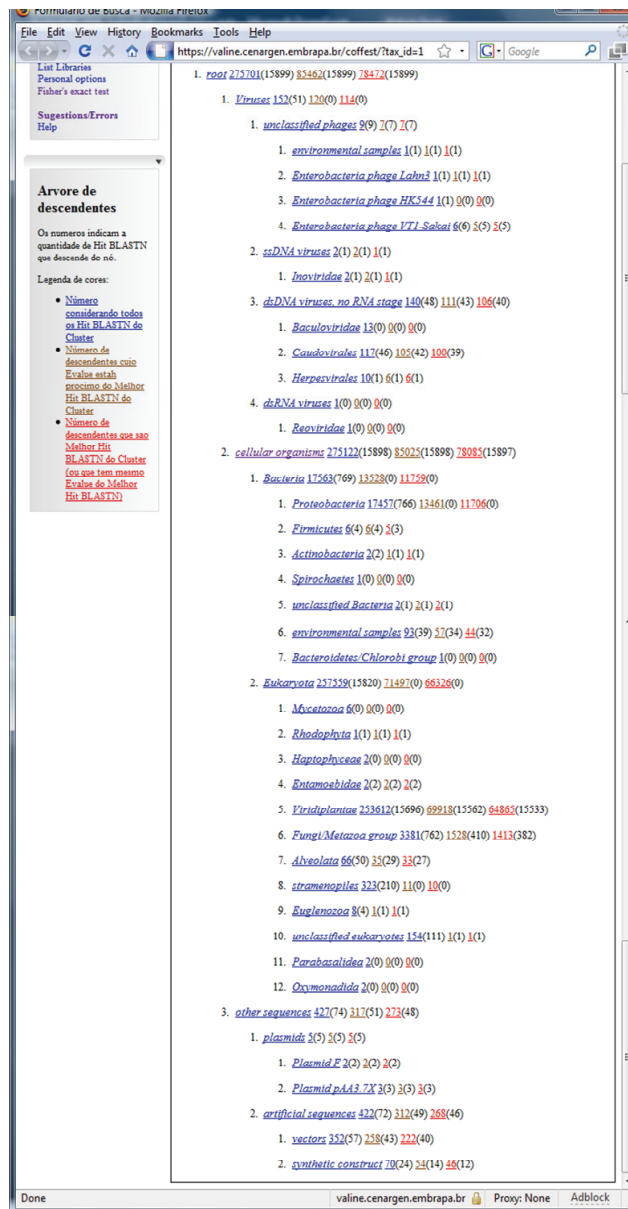 Formulario de Busca - Mozilla Firefox
File Edit View History Bookmarks Tools Help
https://valine.cenargen.embrapa.br/coffest/?tax_id=1
Google
List Libraries
Personal options
Fisher's exact test
Sugestions/Errors
Help
Arvore de
descendentes
Os numeros indicam a
quantidade de Hit BLASTN
que descende do nó.
Legenda de cores:
Número
considerando todos
os Hit BLASTN do
Cluster
Número de
descendentes cujo
Evalue estah
procimo do Melhor
Hit BLASTN do
Cluster
Número de
descendentes que sao
Melhor Hit
BLASTN do Cluster
(ou que tem mesmo
Evalue do Melhor
Hit BLASTN)
1. root 275701(15899) 85462(15899) 78472(15899)
1. Viruses 152(51) 120(0) 114(0)
1. unclassified phages 9(9) 7(7) 7(7)
1. environmental samples 1(1) 1(1) 1(1)
2. Enterobacteria phage Lahn3 1(1) 1(1) 1(1)
3. Enterobacteria phage HK544 1(1) 0(0) 0(0)
4. Enterobacteria phage VT1-Sakai 6(6) 5(5) 5(5)
2. ssDNA viruses 2(1) 2(1) 1(1)
1. Inoviridae 2(1) 2(1) 1(1)
3. dsDNA viruses, no RNA stage 140(48) 111(43) 106(40)
1. Baculoviridae 13(0) 0(0) 0(0)
2. Caudovirales 117(46) 105(42) 100(39)
3. Herpesvirales 10(1) 6(1) 6(1)
4. dsRNA viruses 1(0) 0(0) 0(0)
1. Reoviridae 1(0) 0(0) 0(0)
2. cellular organisms 275122(15898) 85025(15898) 78085(15897)
1. Bacteria 17563(769) 13528(0) 11759(0)
1. Proteobacteria 17457(766) 13461(0) 11706(0)
2. Firmicutes 6(4) 6(4) 5(3)
3. Actinobacteria 2(2) 1(1) 1(1)
4. Spirochaetes 1(0) 0(0) 0(0)
5. unclassified Bacteria 2(1) 2(1) 2(1)
6. environmental samples 93(39) 57(34) 44(32)
7. Bacteroidetes/Chlorobi group 1(0) 0(0) 0(0)
2. Eukaryota 257559(15820) 71497(0) 66326(0)
1. Mycetozoa 6(0) 0(0) 0(0)
2. Rhodophyta 1(1) 1(1) 1(1)
3. Haptophyceae 2(0) 0(0) 0(0)
4. Entamoebidae 2(2) 2(2) 2(2)
5. Viridiplantae 253612(15696) 69918(15562) 64865(15533)
6. Fungi/Metazoa group 3381(762) 1528(410) 1413(382)
7. Alveolata 66(50) 35(29) 33(27)
8. stramenopiles 323(210) 11(0) 10(0)
9. Euglenozoa 8(4) 1(1) 1(1)
10. unclassified eukaryotes 154(111) 1(1) 1(1)
11. Parabasalidea 2(0) 0(0) 0(0)
12. Oxymonadida 2(0) 0(0) 0(0)
3. other sequences 427(74) 317(51) 273(48)
1. plasmids 5(5) 5(5) 5(5)
1. Plasmid F 2(2) 2(2) 2(2)
2. Plasmid pAA3.7X 3(3) 3(3) 3(3)
2. artificial sequences 422(72) 312(49) 268(46)
1. vectors 352(57) 258(43) 222(40)
2. synthetic construct 70(24) 54(14) 46(12)
Done valine.cenargen.embrapa.br Proxy: None Adblock